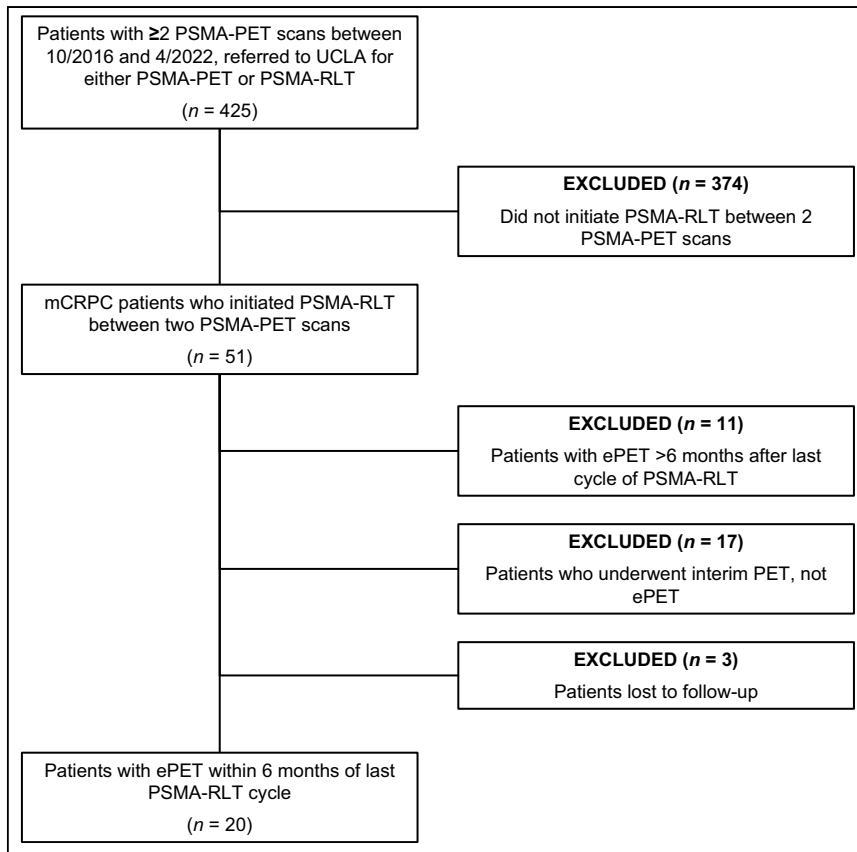 Patients with ≥2 PSMA-PET scans between
10/2016 and 4/2022, referred to UCLA for
either PSMA-PET or PSMA-RLT
(n = 425)
EXCLUDED (n = 374)
Did not initiate PSMA-RLT between 2
PSMA-PET scans
mCRPC patients who initiated PSMA-RLT
between two PSMA-PET scans
(n = 51)
EXCLUDED (n = 11)
Patients with ePET >6 months after last
cycle of PSMA-RLT
EXCLUDED (n = 17)
Patients who underwent interim PET, not
ePET
EXCLUDED (n = 3)
Patients lost to follow-up
Patients with ePET within 6 months of last
PSMA-RLT cycle
(n = 20)